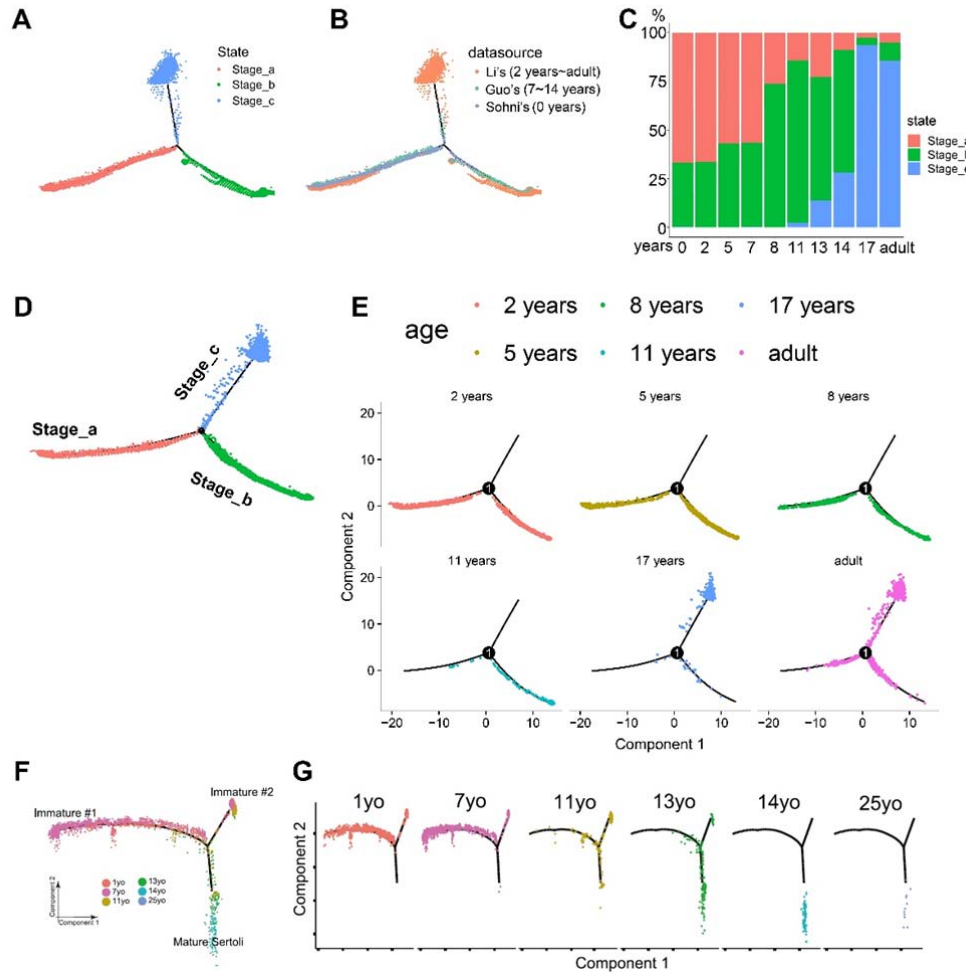 A
State
Stage_a
Stage_b
Stage_c
B
datasource
Li's (2 years~adult)
Guo's (7~14 years)
Sohni's (0 years)
C
%
100
75
50
25
0
years 0 2 5 7 8 11 13 14 17 adult
state
Stage_a
Stage_
Stage_
D
Stage_a
Stage_b
Stage_c
E
age
2 years 8 years 17 years
5 years 11 years adult
2 years 5 years 8 years
20
10
0
11 years 17 years adult
20
10
0
Component 2
−20 −10 0 10 −20 −10 0 10 −20 −10 0 10
Component 1
F
Immature #1
Immature #2
1yo 13yo
7yo 14yo
11yo 25yo
Component 2
Component 1
Mature Sertoli
G
1yo 7yo 11yo 13yo 14yo 25yo
Component 2
Component 1